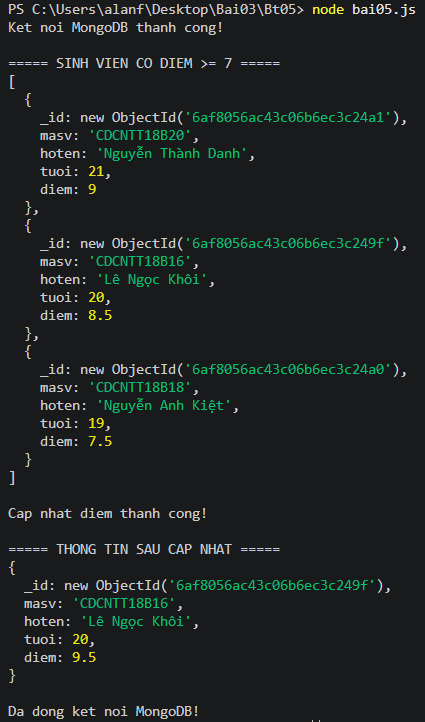 PS C:\Users\alanf\Desktop\Bai03\Bt05> node bai05.js
Ket noi MongoDB thanh cong!

===== SINH VIEN CO DIEM >= 7 =====
[
  {
    _id: new ObjectId('6af8056ac43c06b6ec3c24a1'),
    masv: 'CDCNTT18B20',
    hoten: 'Nguyễn Thành Danh',
    tuoi: 21,
    diem: 9
  },
  {
    _id: new ObjectId('6af8056ac43c06b6ec3c249f'),
    masv: 'CDCNTT18B16',
    hoten: 'Lê Ngọc Khôi',
    tuoi: 20,
    diem: 8.5
  },
  {
    _id: new ObjectId('6af8056ac43c06b6ec3c24a0'),
    masv: 'CDCNTT18B18',
    hoten: 'Nguyễn Anh Kiệt',
    tuoi: 19,
    diem: 7.5
  }
]

Cap nhat diem thanh cong!

===== THONG TIN SAU CAP NHAT =====
{
  _id: new ObjectId('6af8056ac43c06b6ec3c249f'),
  masv: 'CDCNTT18B16',
  hoten: 'Lê Ngọc Khôi',
  tuoi: 20,
  diem: 9.5
}

Da dong ket noi MongoDB!